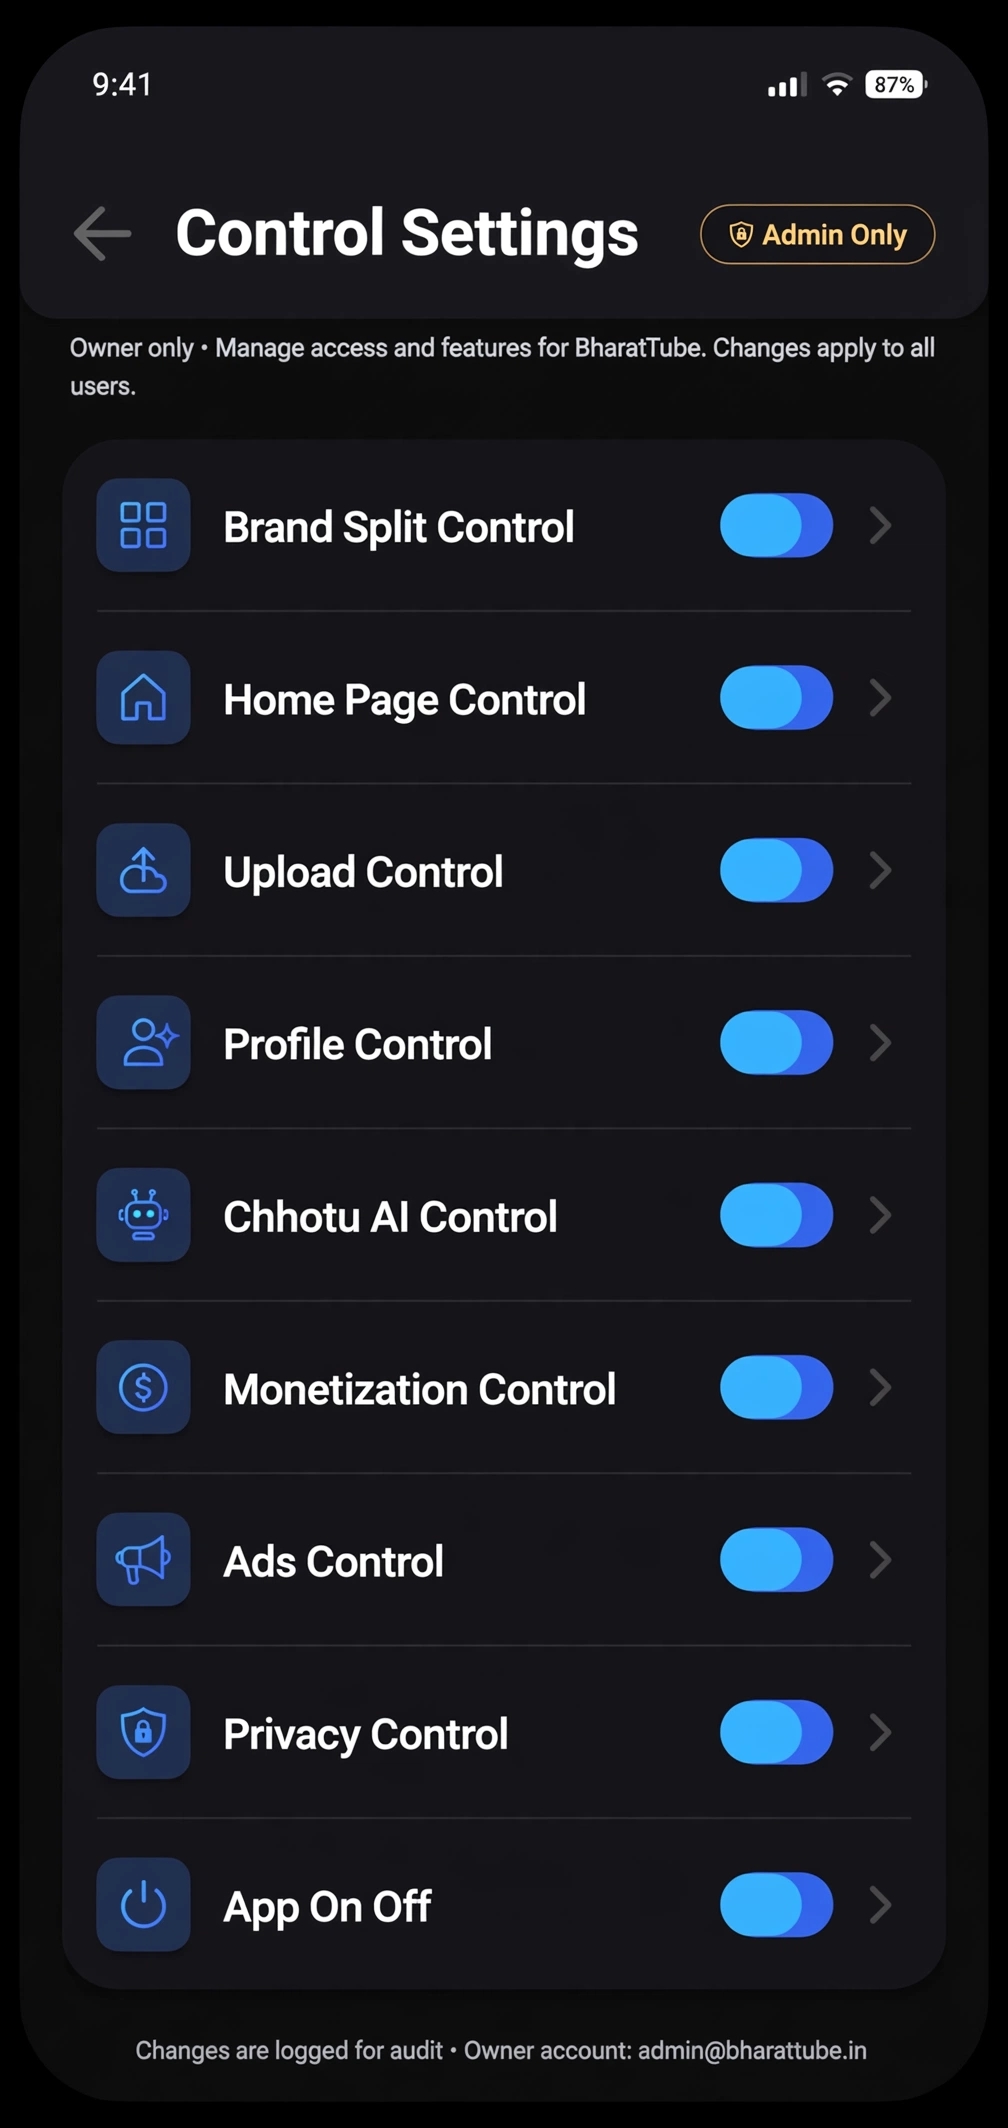 9:41
87%
Control Settings
Admin Only
Owner only • Manage access and features for BharatTube. Changes apply to all
users.
Brand Split Control
Home Page Control
Upload Control
Profile Control
Chhotu AI Control
Monetization Control
Ads Control
Privacy Control
App On Off
Changes are logged for audit • Owner account: admin@bharattube.in